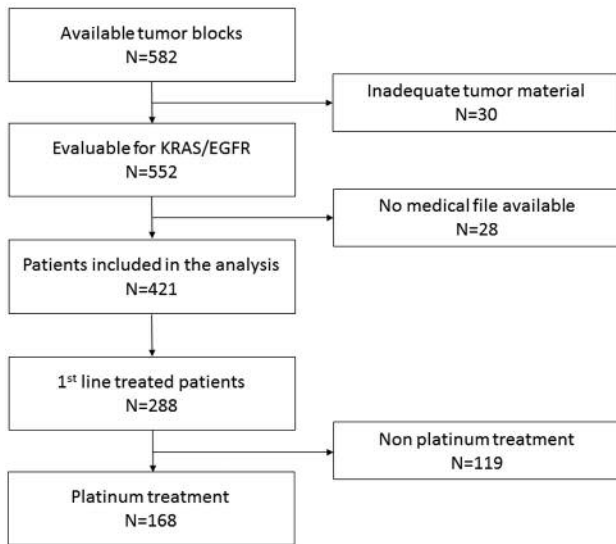 Available tumor blocks
N=582
Inadequate tumor material
N=30
Evaluable for KRAS/EGFR
N=552
No medical file available
N=28
Patients included in the analysis
N=421
1st line treated patients
N=288
Non platinum treatment
N=119
Platinum treatment
N=168